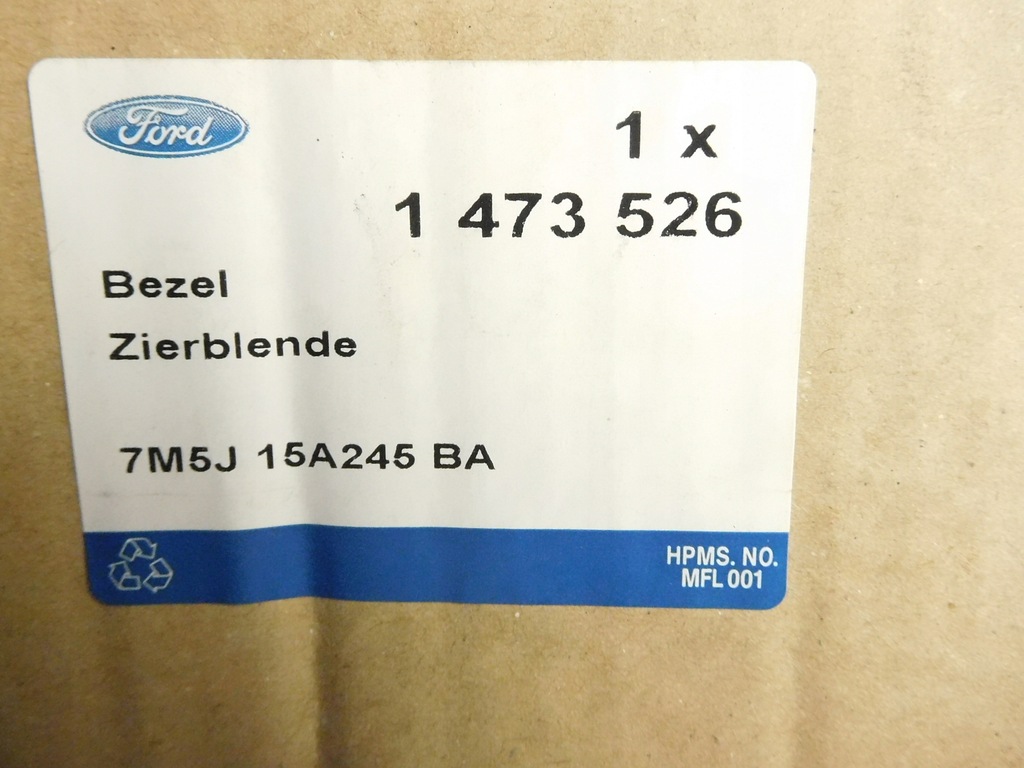 Ford
1 x
1 473 526
Bezel
Zierblende
7M5J 15A245 BA
HPMS. NO.
MFL 001